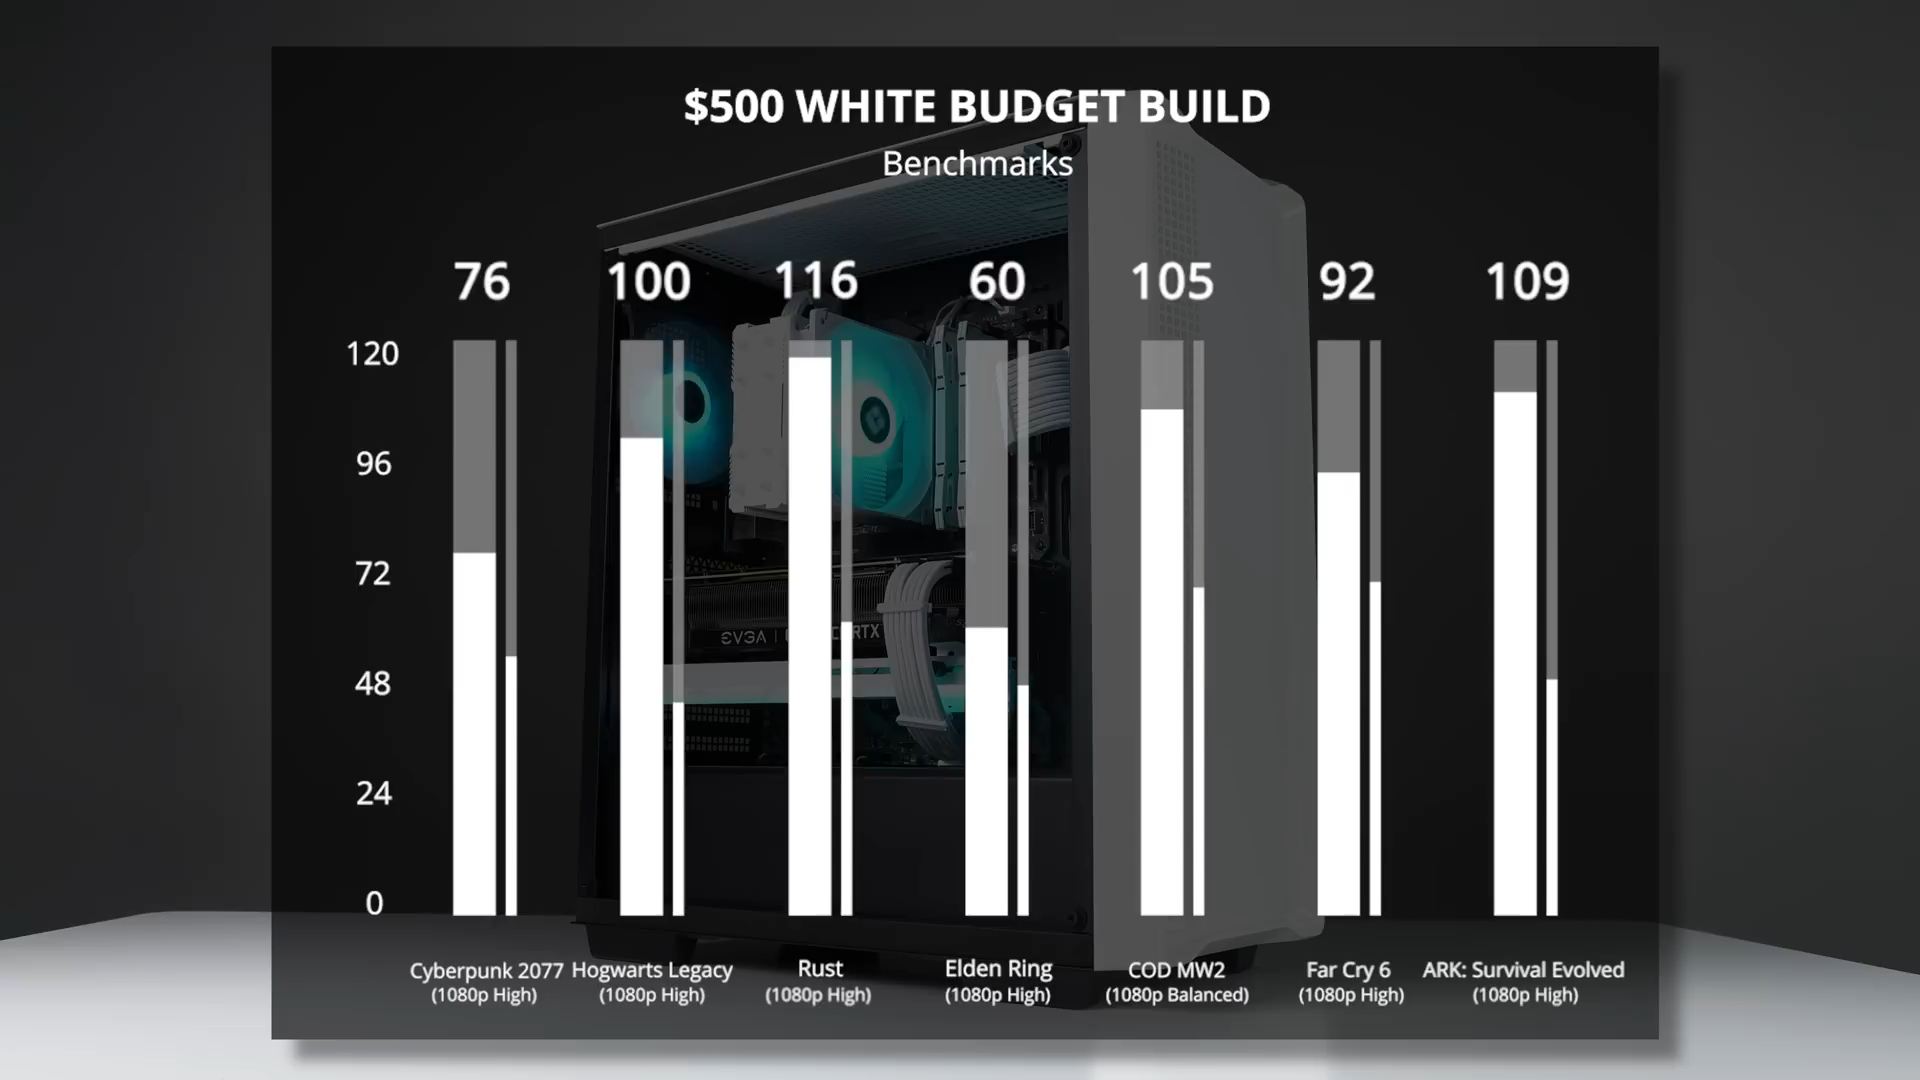 $500 WHITE BUDGET BUILD
Benchmarks
76 100 116 60 105 92 109
120
96
72
48
24
0
EVGA RTX
Cyberpunk 2077 Hogwarts Legacy Rust Elden Ring COD MW2 Far Cry 6 ARK: Survival Evolved
(1080p High) (1080p High) (1080p High) (1080p High) (1080p Balanced) (1080p High) (1080p High)